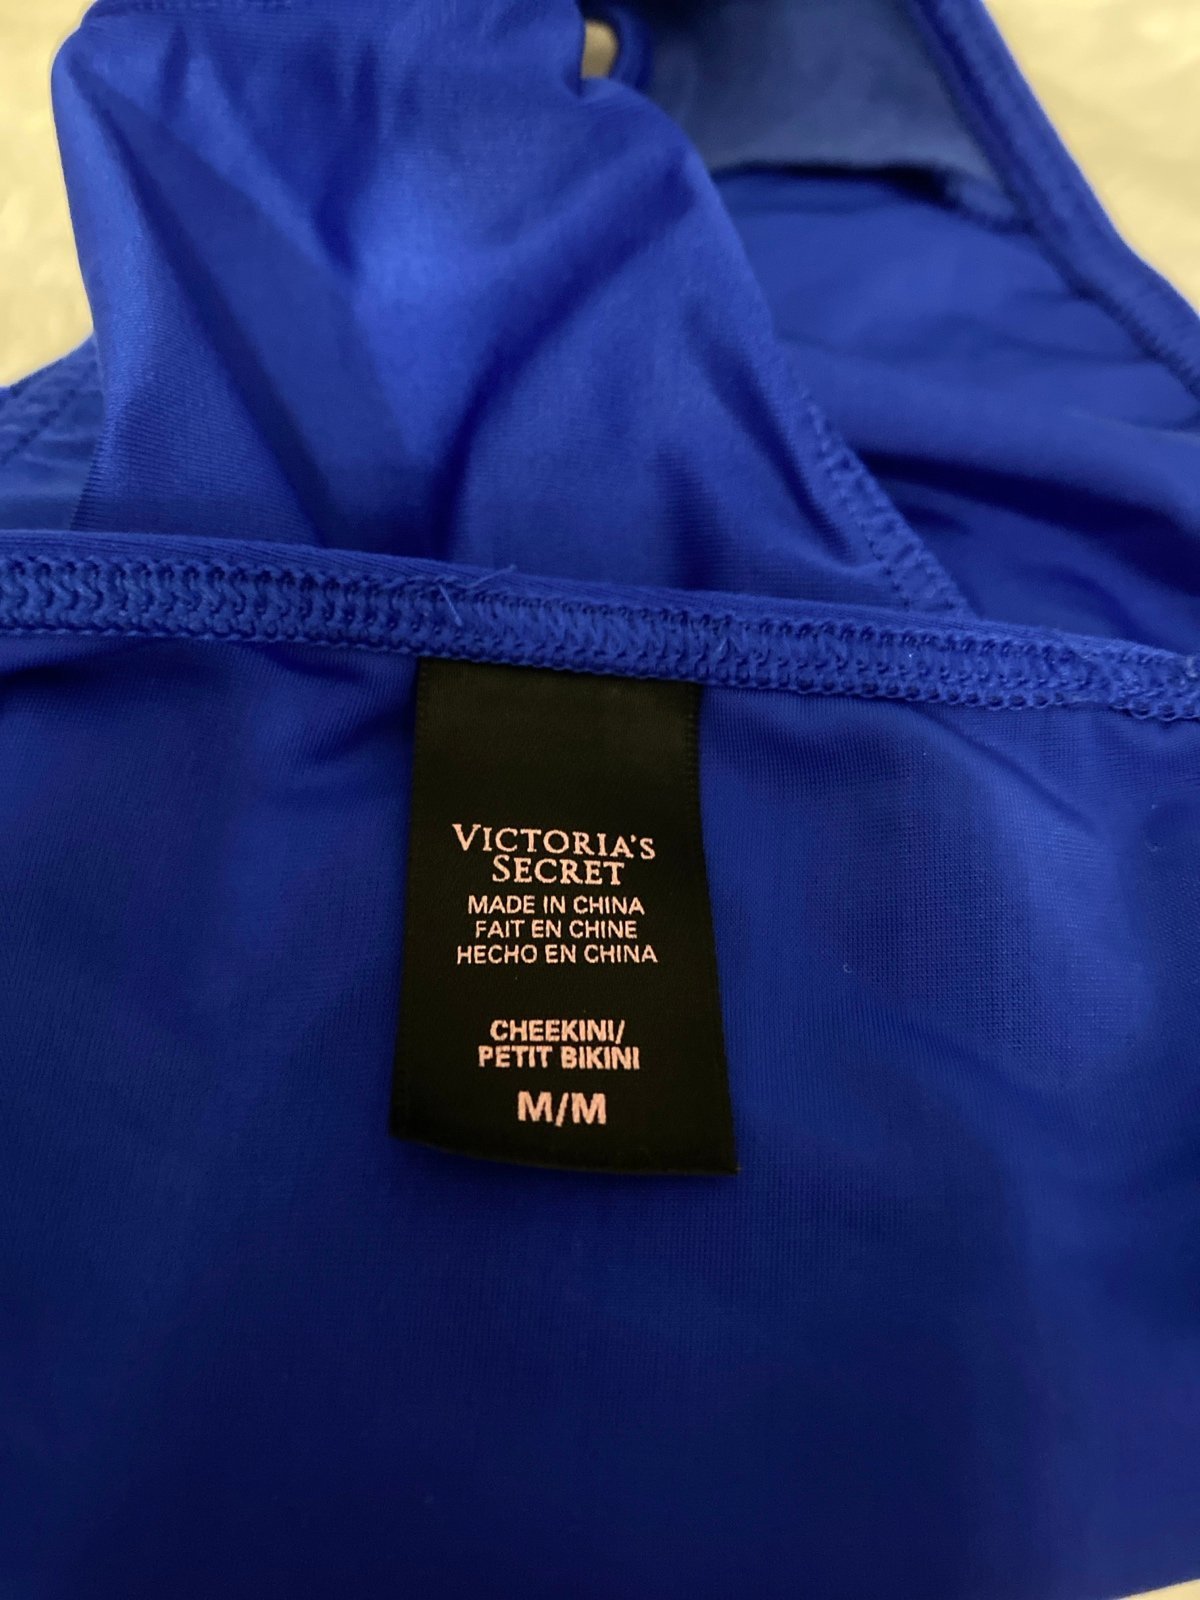 VICTORIA'S
SECRET
MADE IN CHINA
FAIT EN CHINE
HECHO EN CHINA
CHEEKINI/
PETIT BIKINI
M/M